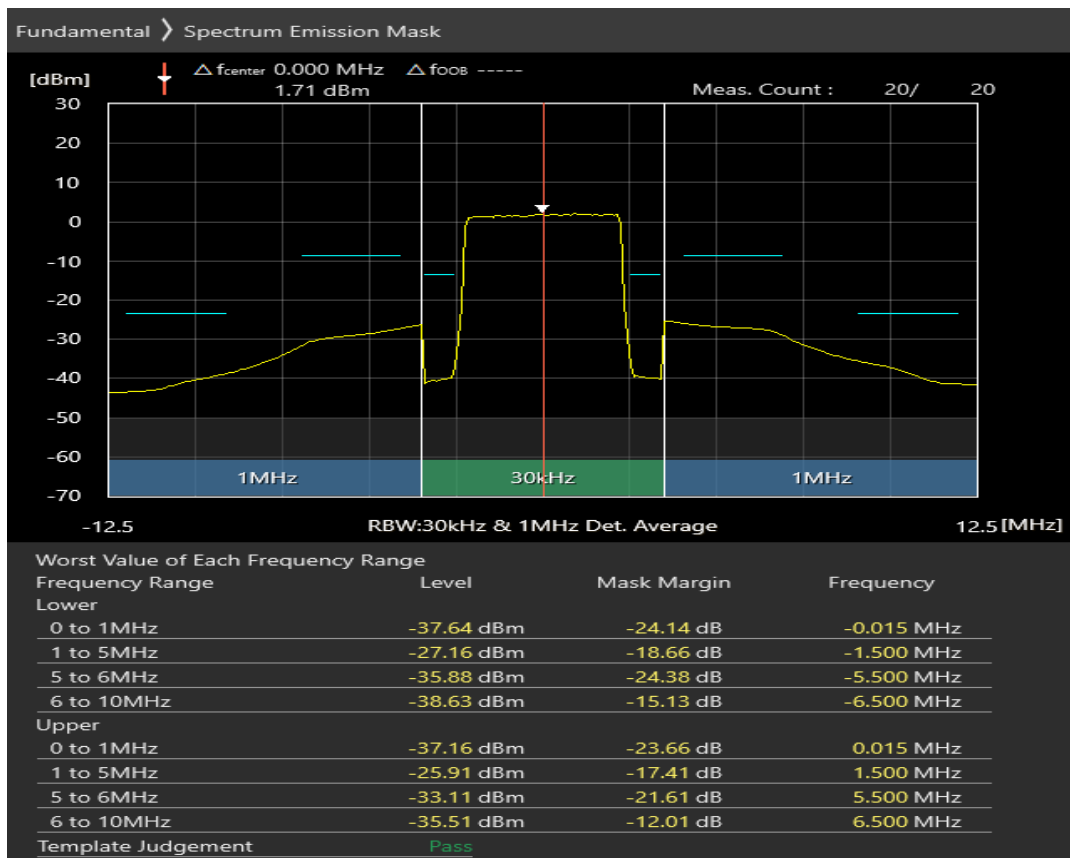 Fundamental ❯ Spectrum Emission Mask
[dBm] △ fcenter 0.000 MHz △ fOOB -----
1.71 dBm Meas. Count : 20/ 20
30
20
10
0
-10
-20
-30
-40
-50
-60
-70
1MHz 30kHz 1MHz
-12.5 RBW:30kHz & 1MHz Det. Average 12.5 [MHz]
Worst Value of Each Frequency Range
Frequency Range Level Mask Margin Frequency
Lower
0 to 1MHz -37.64 dBm -24.14 dB -0.015 MHz
1 to 5MHz -27.16 dBm -18.66 dB -1.500 MHz
5 to 6MHz -35.88 dBm -24.38 dB -5.500 MHz
6 to 10MHz -38.63 dBm -15.13 dB -6.500 MHz
Upper
0 to 1MHz -37.16 dBm -23.66 dB 0.015 MHz
1 to 5MHz -25.91 dBm -17.41 dB 1.500 MHz
5 to 6MHz -33.11 dBm -21.61 dB 5.500 MHz
6 to 10MHz -35.51 dBm -12.01 dB 6.500 MHz
Template Judgement Pass